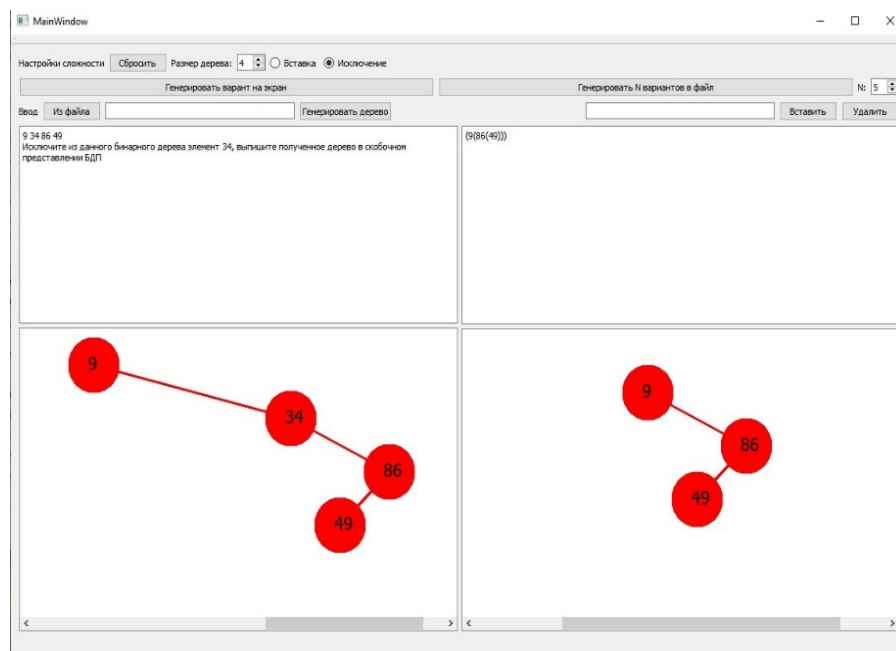 MainWindow
Настройки сложности Сбросить Размер дерева: 4 Вставка Исключение
Генерировать варант на экран Генерировать N вариантов в файл N: 5
Ввод Из файла Генерировать дерево Вставить Удалить
9 34 86 49
Исключите из данного бинарного дерева элемент 34, выпишите полученное дерево в скобочном
представлении БДП
(9(86(49)))
9
34
86
49
9
86
49